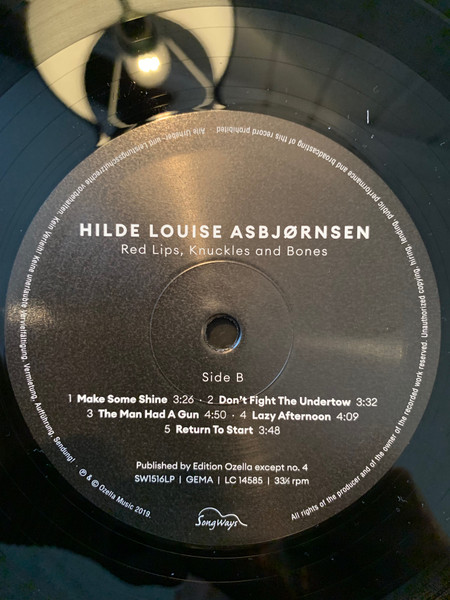 HILDE LOUISE ASBJØRNSEN
Red Lips, Knuckles and Bones
Side B
1 Make Some Shine 3:26 · 2 Don't Fight The Undertow 3:32
3 The Man Had A Gun 4:50 · 4 Lazy Afternoon 4:09
5 Return To Start 3:48
Published by Edition Ozella except no. 4
SW1516LP | GEMA | LC 14585 | 33⅓ rpm
SongWays
All rights of the producer and of the owner of the recorded work reserved. Unauthorized copying, hiring, lending, public performance and broadcasting of this record prohibited
Alle Urheber- und Leistungsschutzrechte vorbehalten. Kein Verleih! Keine unerlaubte Vervielfältigung, Vermietung, Aufführung, Sendung!
℗ & © Ozella Music 2019.